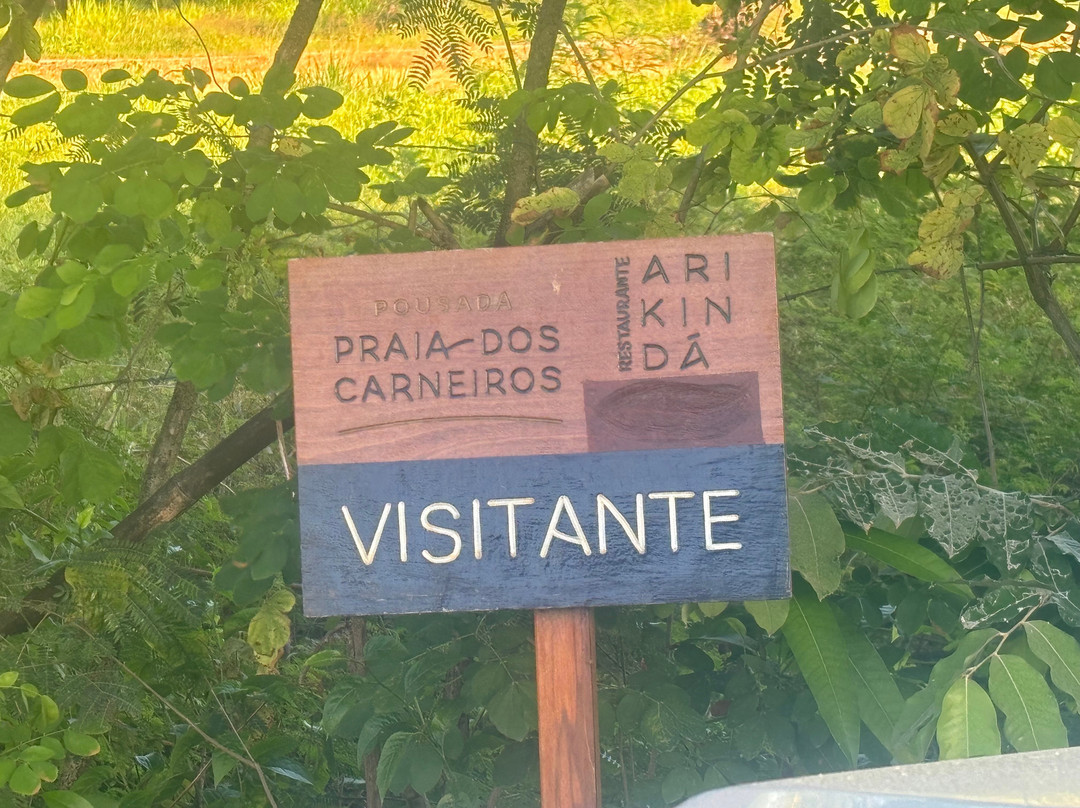 POUSADA
PRAIA-DOS
CARNEIROS
RESTAURANTE
ARI
KIN
DÁ
VISITANTE